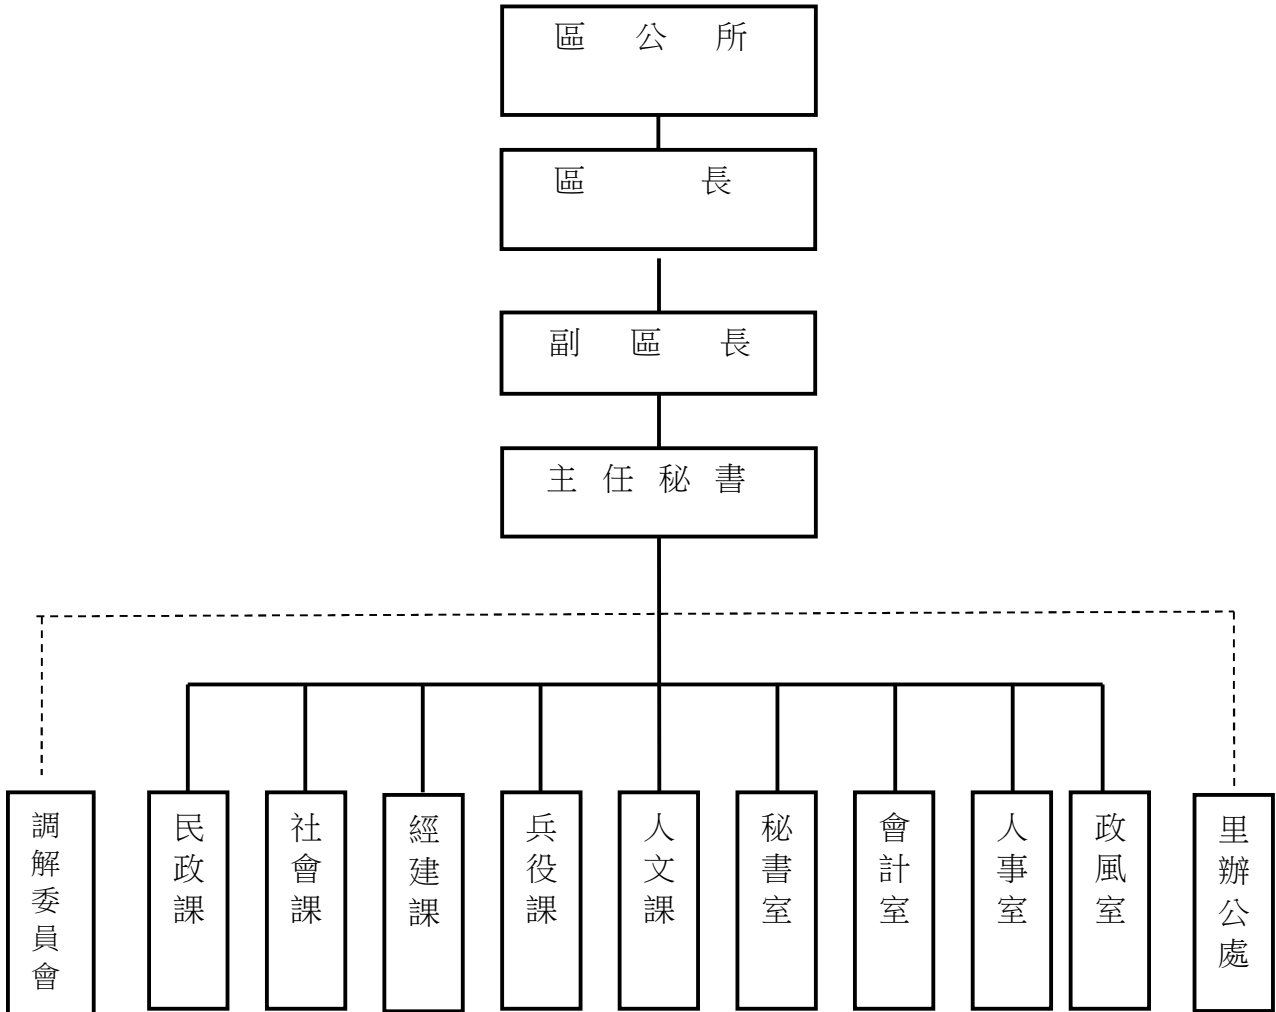 區公所
區長
副區長
主任秘書
調解委員會
民政課
社會課
經建課
兵役課
人文課
秘書室
會計室
人事室
政風室
里辦公處